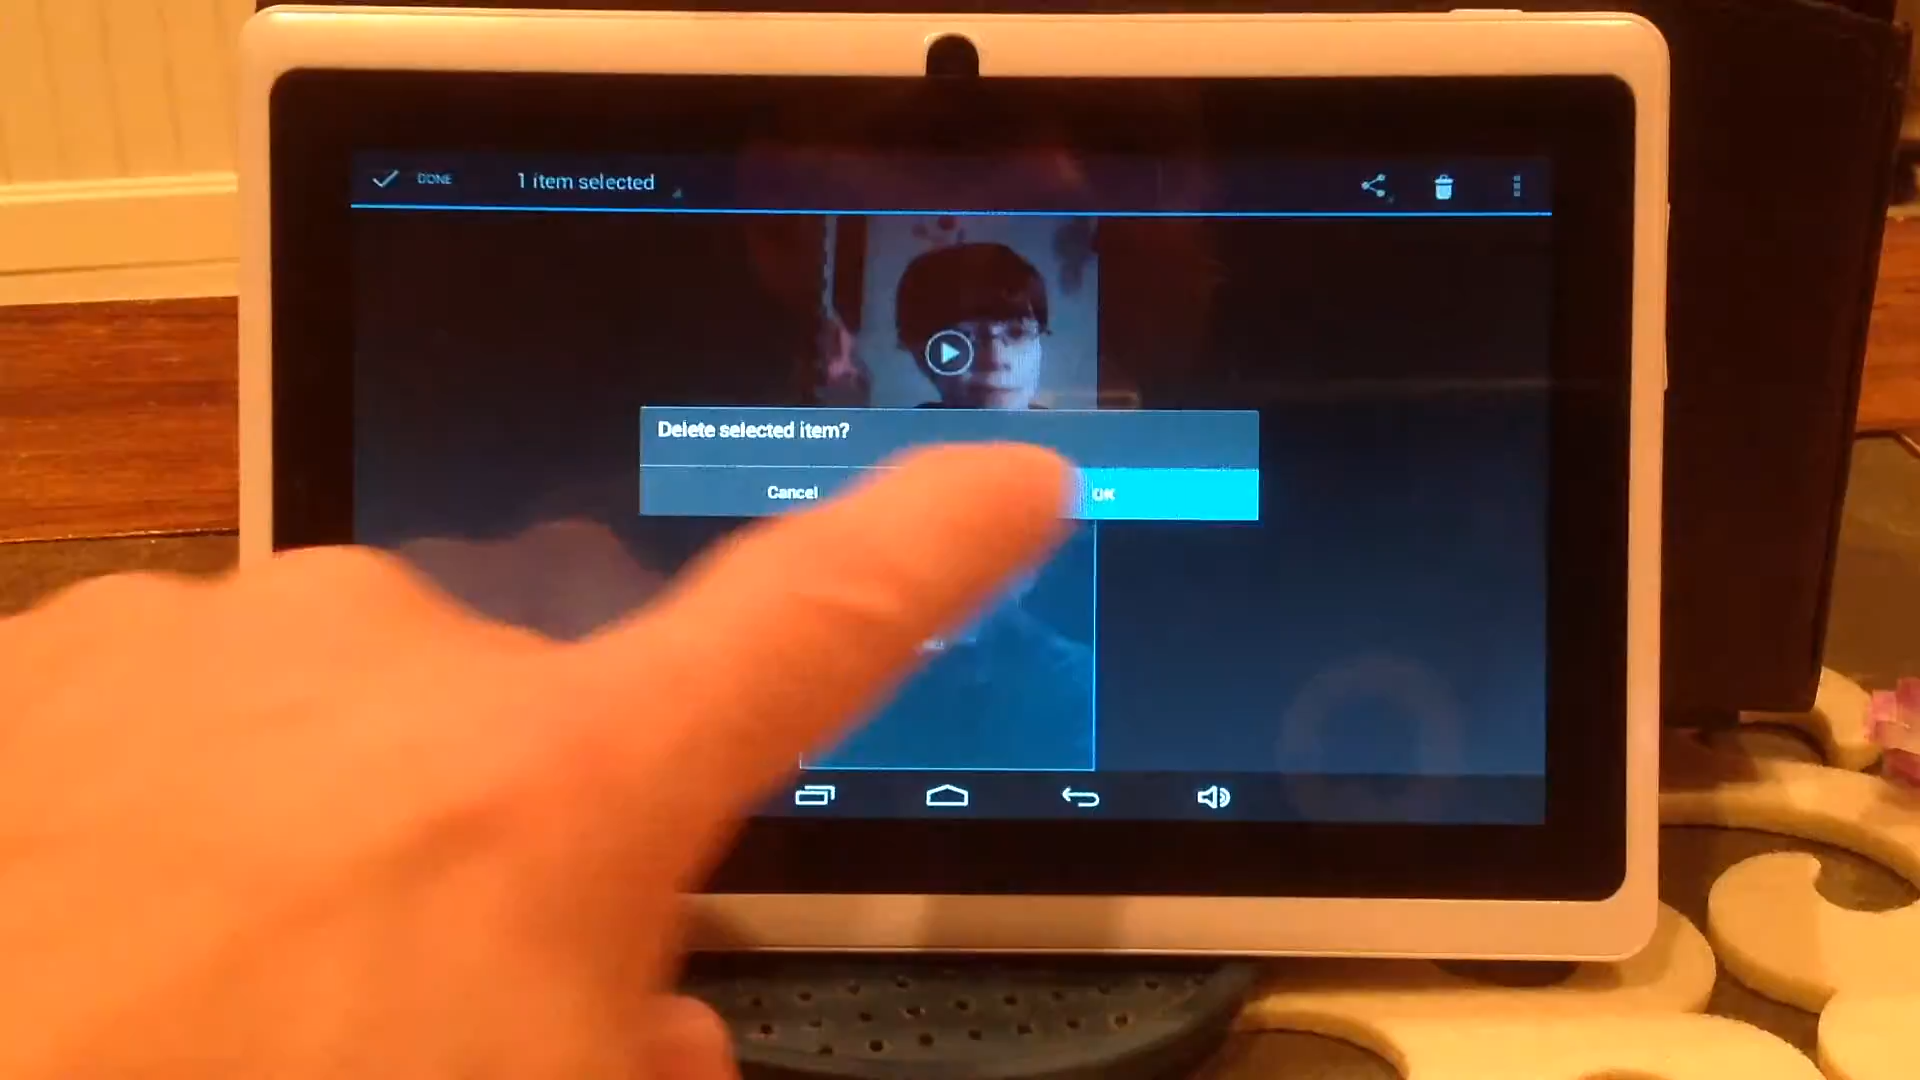 DONE
1 item selected
Delete selected item?
Cancel
OK